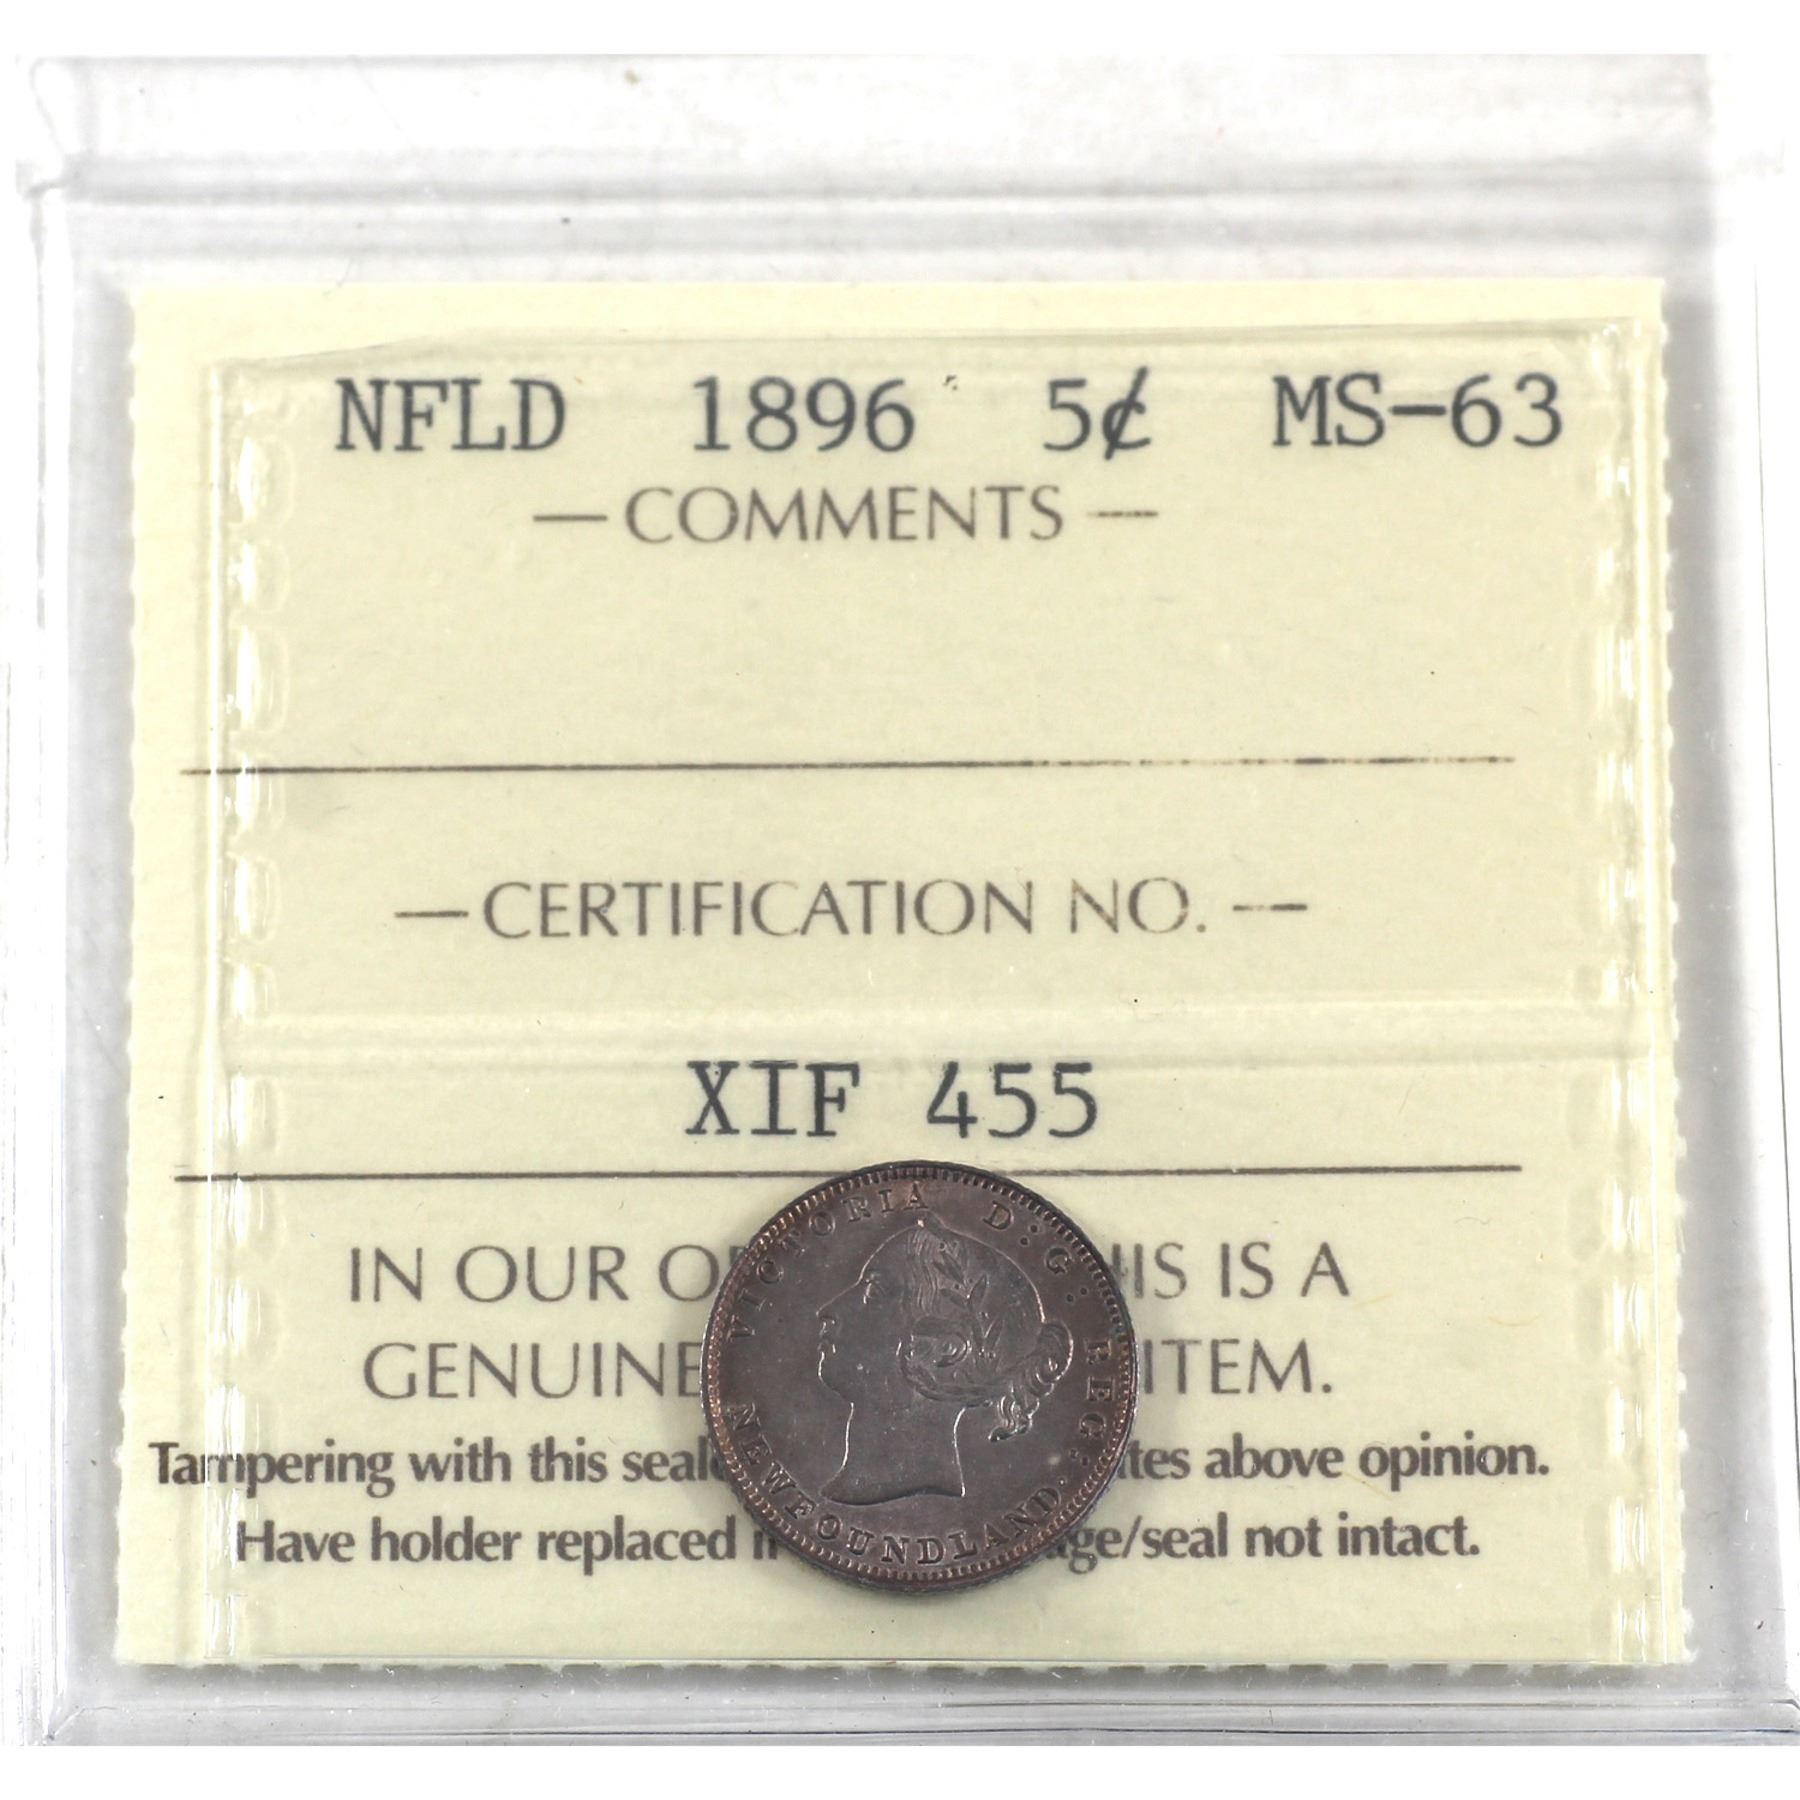 NFLD 1896 5¢ MS-63
— COMMENTS —
— CERTIFICATION NO. —
XIF 455
IN OUR O HIS IS A
GENUINE ITEM.
Tampering with this seal tes above opinion.
Have holder replaced i ge/seal not intact.
VICTORIA D:G: REG:
NEWFOUNDLAND.